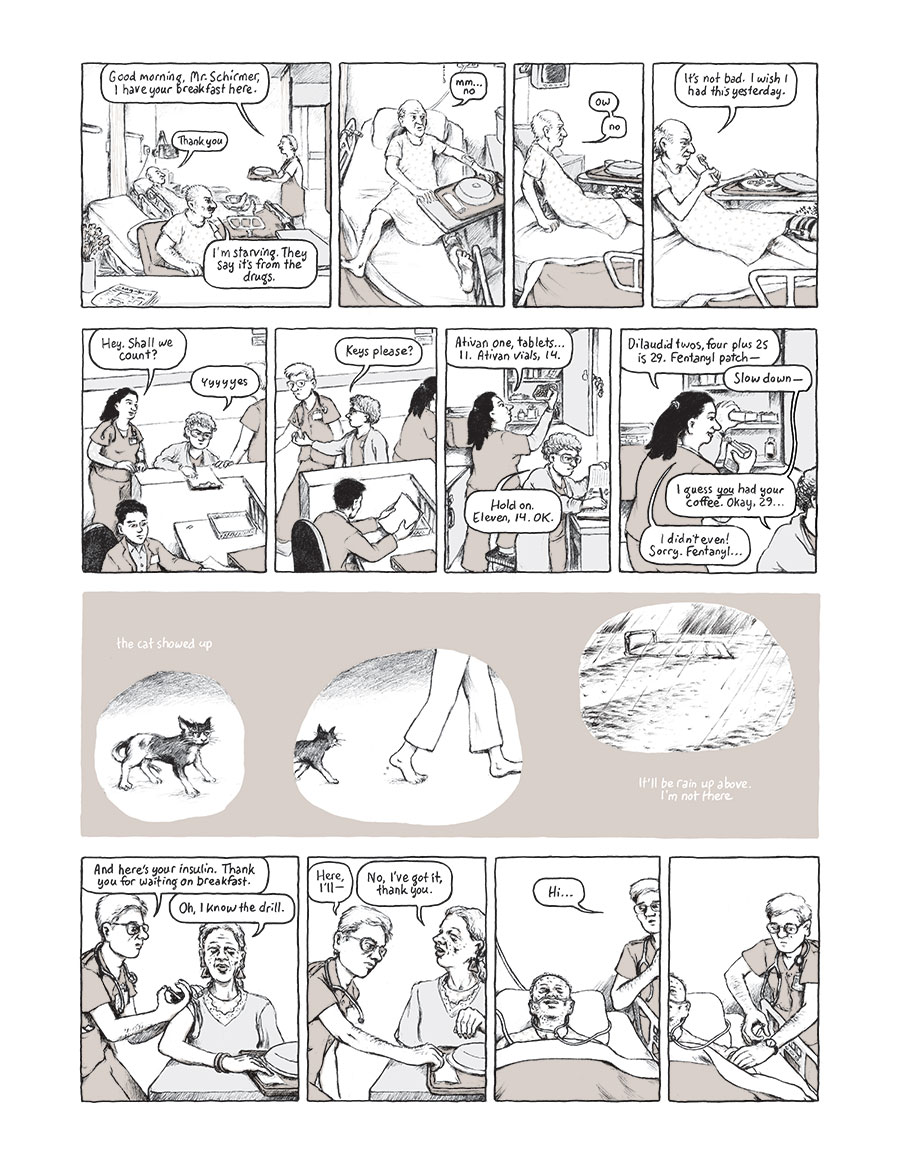 Good morning, Mr. Schirmer,
I have your breakfast here.
Thank you
I'm starving. They
say it's from the
drugs.
mm...
no
ow
no
It's not bad. I wish I
had this yesterday.
Hey. Shall we
count?
Yyyyyes
Keys please?
Ativan one, tablets...
11. Ativan vials, 14.
Hold on.
Eleven, 14. OK.
Dilaudid twos, four plus 25
is 29. Fentanyl patch—
Slow down—
I guess you had your
coffee. Okay, 29...
I didn't even!
Sorry. Fentanyl...
the cat showed up
It'll be rain up above.
I'm not there
And here's your insulin. Thank
you for waiting on breakfast.
Oh, I know the drill.
Here,
I'll—
No, I've got it,
thank you.
Hi...